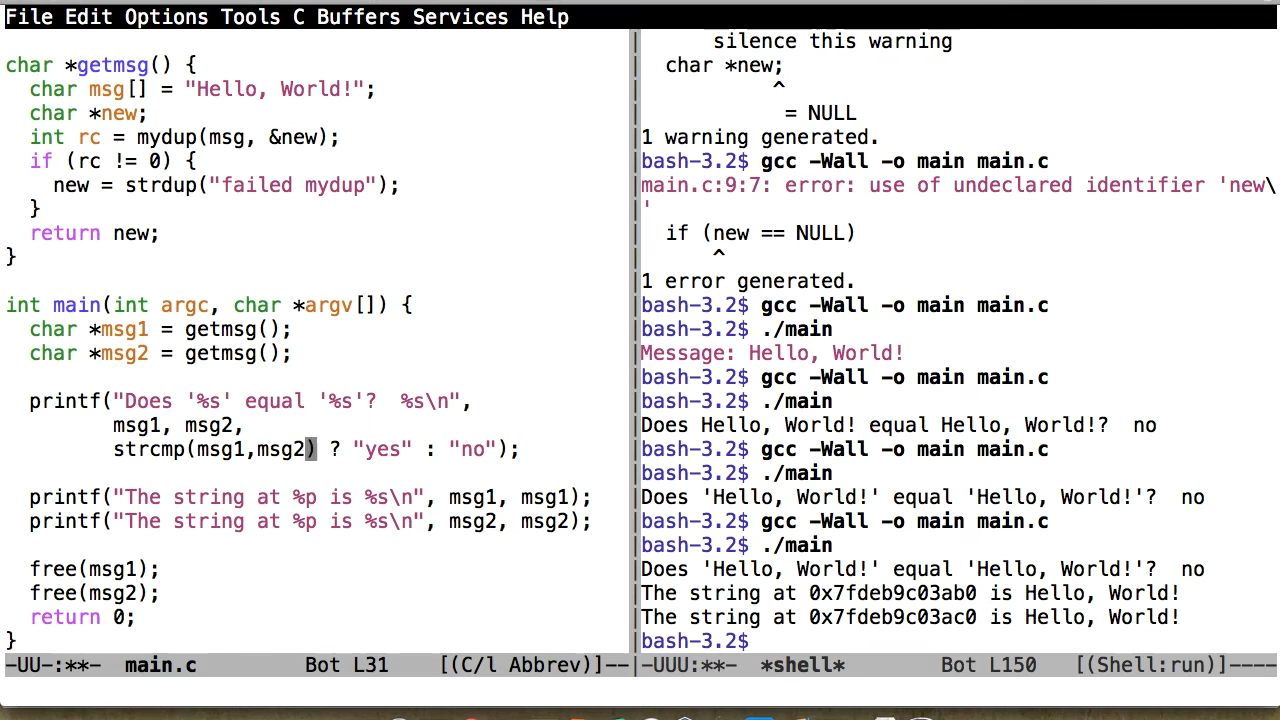 File Edit Options Tools C Buffers Services Help
char *getmsg() {
  char msg[] = "Hello, World!";
  char *new;
  int rc = mydup(msg, &new);
  if (rc != 0) {
    new = strdup("failed mydup");
  }
  return new;
}
int main(int argc, char *argv[]) {
  char *msg1 = getmsg();
  char *msg2 = getmsg();
  printf("Does '%s' equal '%s'?  %s\n",
         msg1, msg2,
         strcmp(msg1,msg2) ? "yes" : "no");
  printf("The string at %p is %s\n", msg1, msg1);
  printf("The string at %p is %s\n", msg2, msg2);
  free(msg1);
  free(msg2);
  return 0;
}
-UU-:**-  main.c         Bot L31    [(C/l Abbrev)]--
      silence this warning
  char *new;
           ^
            = NULL
1 warning generated.
bash-3.2$ gcc -Wall -o main main.c
main.c:9:7: error: use of undeclared identifier 'new\
'
  if (new == NULL)
      ^
1 error generated.
bash-3.2$ gcc -Wall -o main main.c
bash-3.2$ ./main
Message: Hello, World!
bash-3.2$ gcc -Wall -o main main.c
bash-3.2$ ./main
Does Hello, World! equal Hello, World!?  no
bash-3.2$ gcc -Wall -o main main.c
bash-3.2$ ./main
Does 'Hello, World!' equal 'Hello, World!'?  no
bash-3.2$ gcc -Wall -o main main.c
bash-3.2$ ./main
Does 'Hello, World!' equal 'Hello, World!'?  no
The string at 0x7fdeb9c03ab0 is Hello, World!
The string at 0x7fdeb9c03ac0 is Hello, World!
bash-3.2$
-UUU:**-  *shell*        Bot L150   [(Shell:run)]----